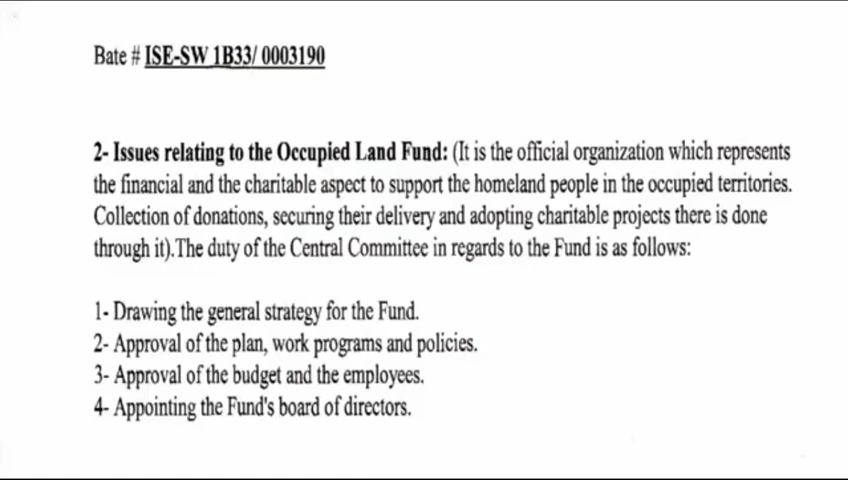 Bate # ISE-SW 1B33/ 0003190
2- Issues relating to the Occupied Land Fund: (It is the official organization which represents
the financial and the charitable aspect to support the homeland people in the occupied territories.
Collection of donations, securing their delivery and adopting charitable projects there is done
through it).The duty of the Central Committee in regards to the Fund is as follows:
1- Drawing the general strategy for the Fund.
2- Approval of the plan, work programs and policies.
3- Approval of the budget and the employees.
4- Appointing the Fund's board of directors.